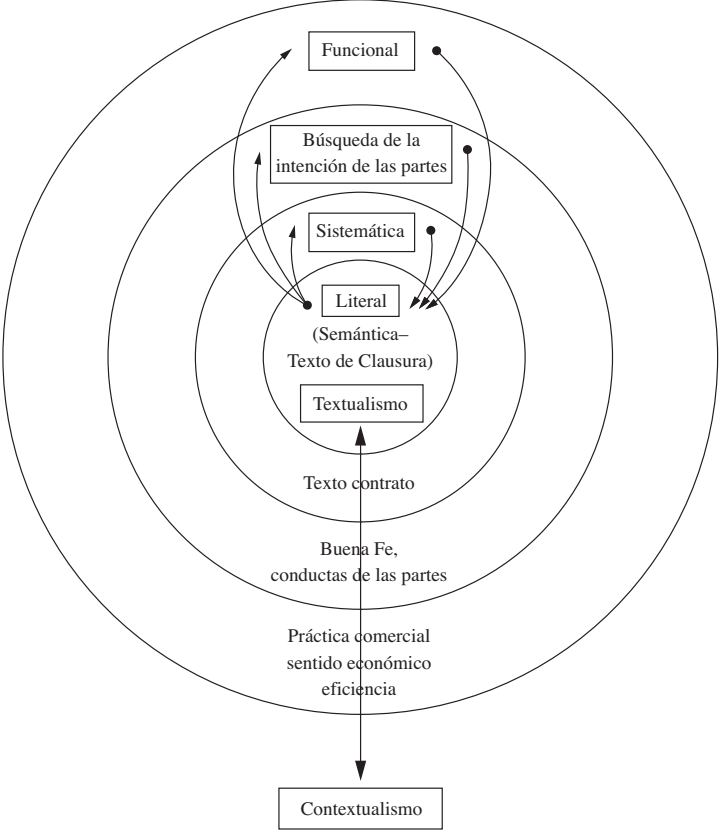 Funcional
Búsqueda de la
intención de las partes
Sistemática
Literal
(Semántica–
Texto de Clausura)
Textualismo
Texto contrato
Buena Fe,
conductas de las partes
Práctica comercial
sentido económico
eficiencia
Contextualismo